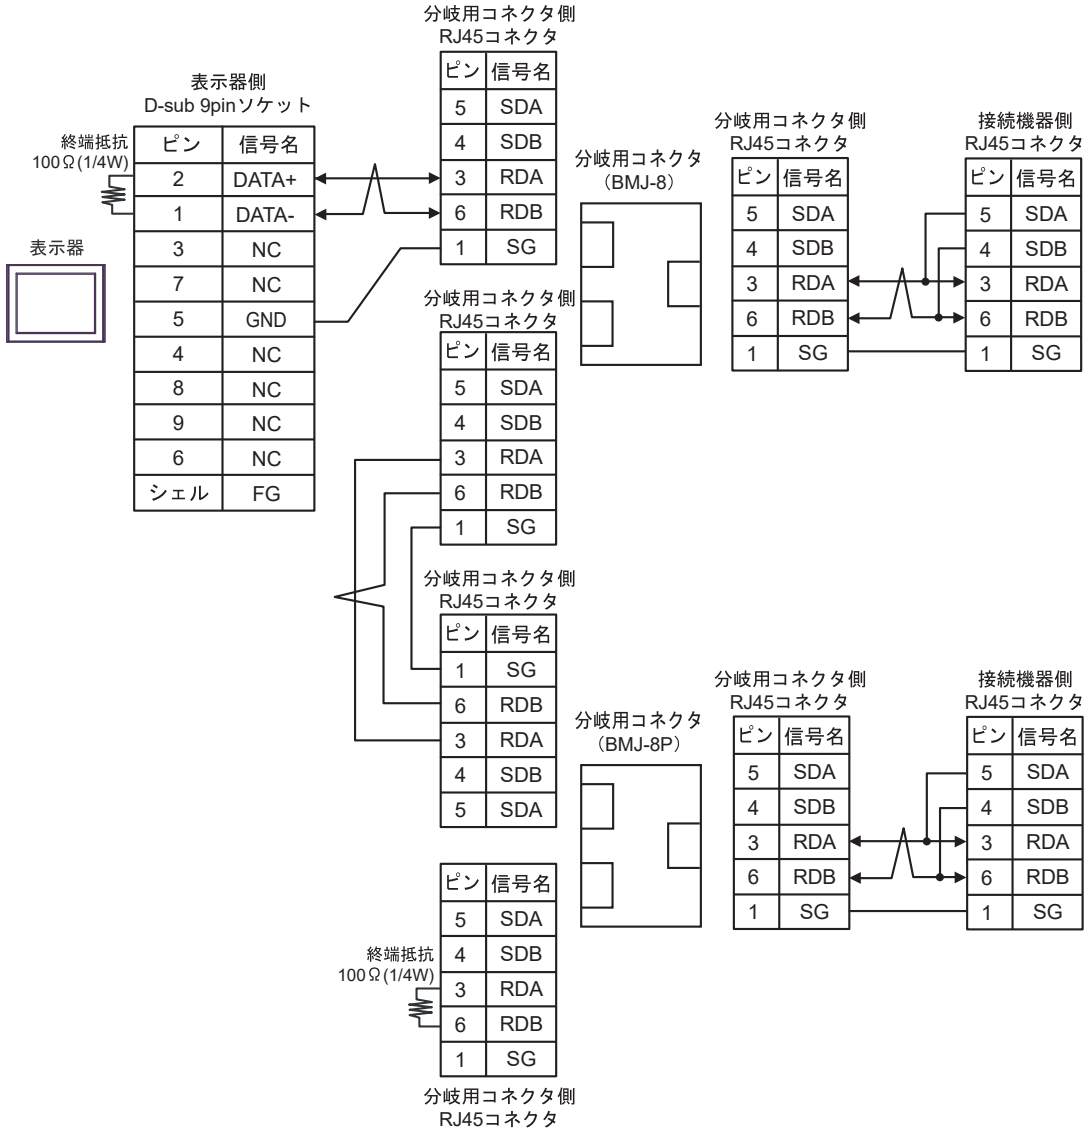 表示器側
D-sub 9pinソケット
終端抵抗
100Ω(1/4W)
表示器
ピン 信号名
2 DATA+
1 DATA-
3 NC
7 NC
5 GND
4 NC
8 NC
9 NC
6 NC
シェル FG
分岐用コネクタ側
RJ45コネクタ
ピン 信号名
5 SDA
4 SDB
3 RDA
6 RDB
1 SG
分岐用コネクタ
（BMJ-8）
分岐用コネクタ側
RJ45コネクタ
ピン 信号名
5 SDA
4 SDB
3 RDA
6 RDB
1 SG
接続機器側
RJ45コネクタ
ピン 信号名
5 SDA
4 SDB
3 RDA
6 RDB
1 SG
分岐用コネクタ側
RJ45コネクタ
ピン 信号名
5 SDA
4 SDB
3 RDA
6 RDB
1 SG
分岐用コネクタ側
RJ45コネクタ
ピン 信号名
1 SG
6 RDB
3 RDA
4 SDB
5 SDA
分岐用コネクタ
（BMJ-8P）
分岐用コネクタ側
RJ45コネクタ
ピン 信号名
5 SDA
4 SDB
3 RDA
6 RDB
1 SG
接続機器側
RJ45コネクタ
ピン 信号名
5 SDA
4 SDB
3 RDA
6 RDB
1 SG
終端抵抗
100Ω(1/4W)
ピン 信号名
5 SDA
4 SDB
3 RDA
6 RDB
1 SG
分岐用コネクタ側
RJ45コネクタ